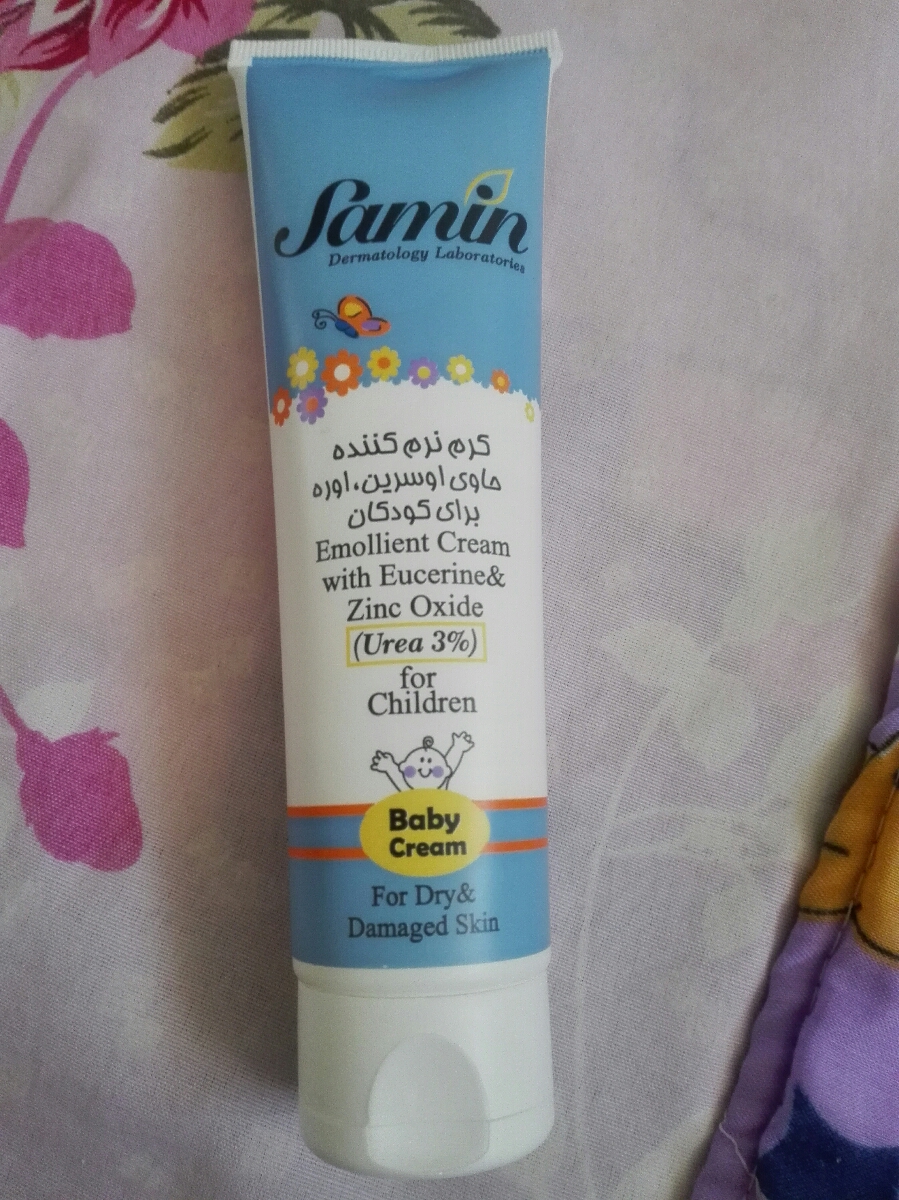 Samin
Dermatology Laboratories
کرم نرم کننده
حاوی اوسرین، اوره
برای کودکان
Emollient Cream
with Eucerine&
Zinc Oxide
(Urea 3%)
for
Children
Baby
Cream
For Dry&
Damaged Skin